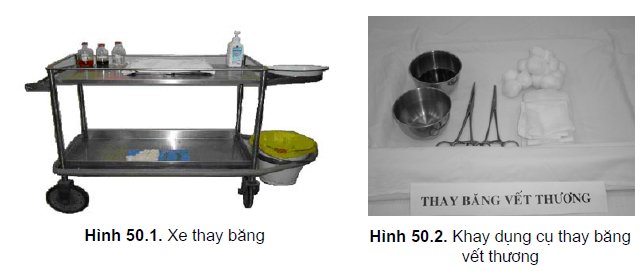 Hình 50.1. Xe thay băng
THAY BĂNG VẾT THƯƠNG
Hình 50.2. Khay dụng cụ thay băng
vết thương